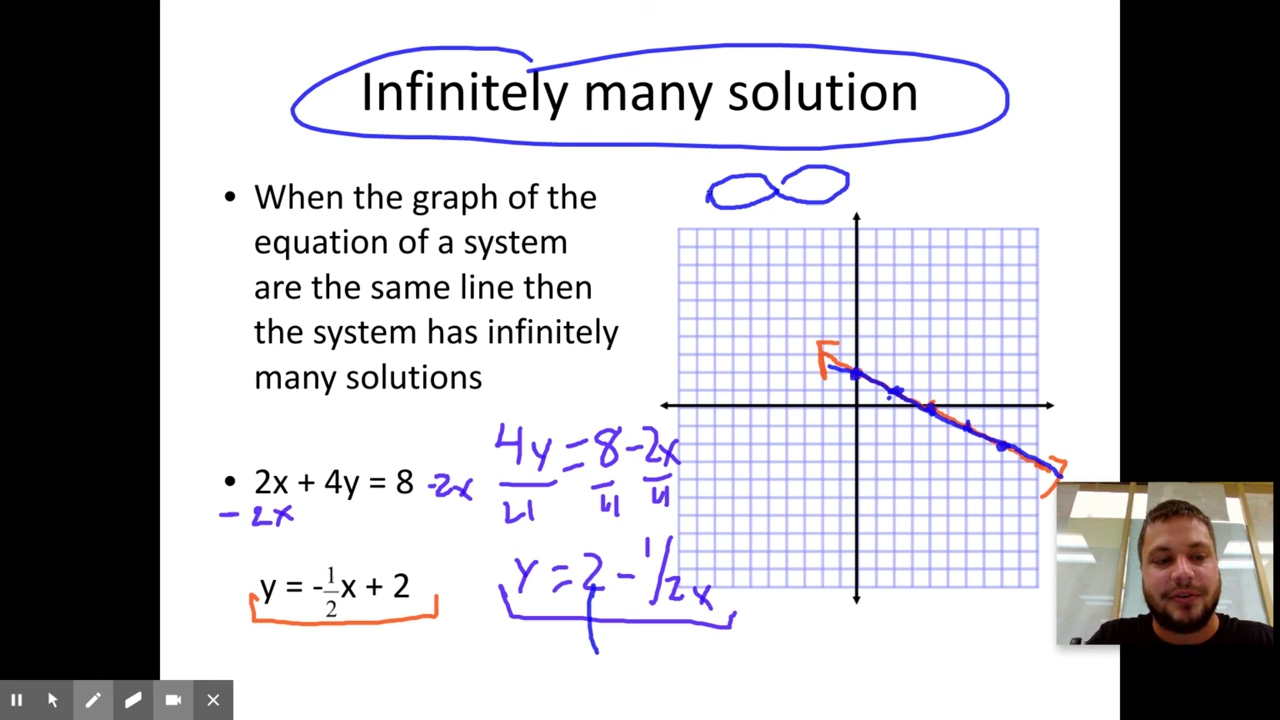 Infinitely many solution
∞
• When the graph of the
equation of a system
are the same line then
the system has infinitely
many solutions
• 2x + 4y = 8 -2x
- 2x
4y = 8 - 2x
4 4 4
y = -1/2x + 2
y = 2 - 1/2x